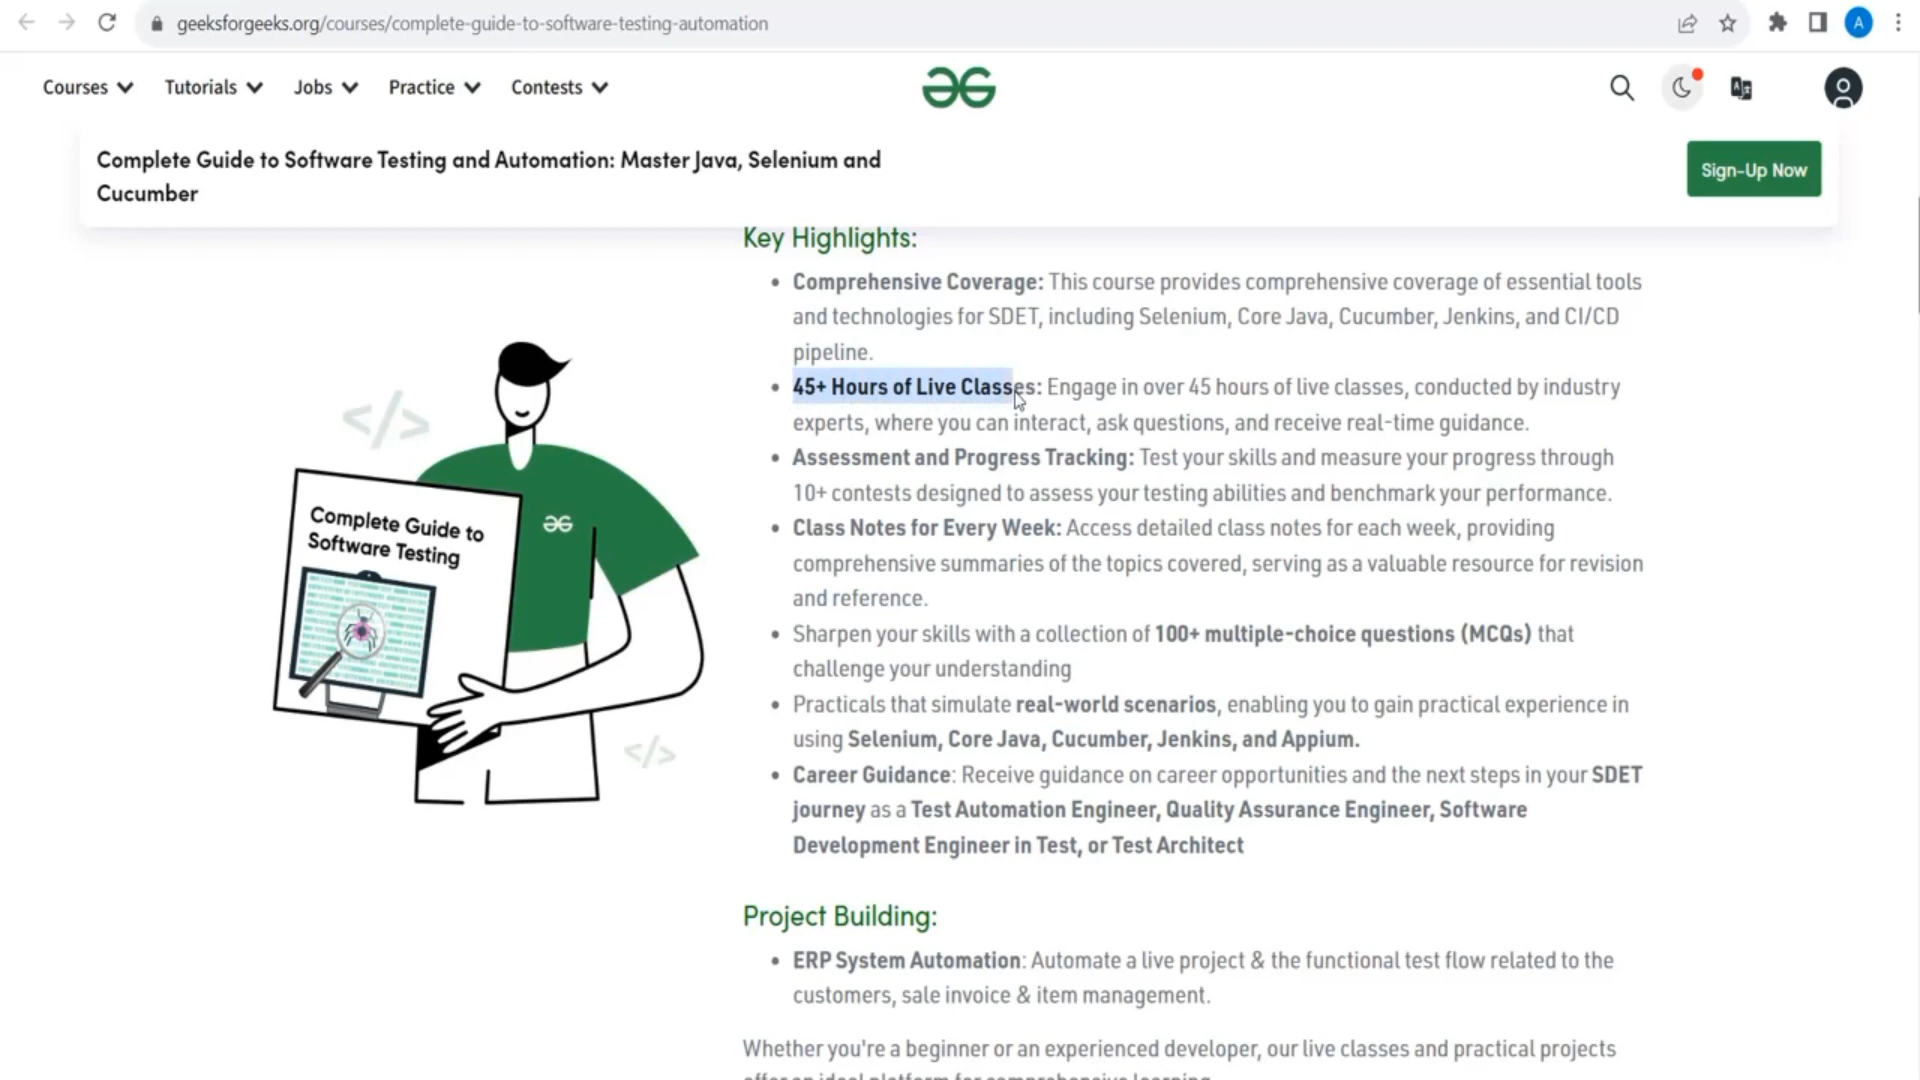 geeksforgeeks.org/courses/complete-guide-to-software-testing-automation
A
Courses Tutorials Jobs Practice Contests
Complete Guide to Software Testing and Automation: Master Java, Selenium and
Cucumber
Sign-Up Now
Key Highlights:
• Comprehensive Coverage: This course provides comprehensive coverage of essential tools
and technologies for SDET, including Selenium, Core Java, Cucumber, Jenkins, and CI/CD
pipeline.
• 45+ Hours of Live Classes: Engage in over 45 hours of live classes, conducted by industry
experts, where you can interact, ask questions, and receive real-time guidance.
• Assessment and Progress Tracking: Test your skills and measure your progress through
10+ contests designed to assess your testing abilities and benchmark your performance.
• Class Notes for Every Week: Access detailed class notes for each week, providing
comprehensive summaries of the topics covered, serving as a valuable resource for revision
and reference.
• Sharpen your skills with a collection of 100+ multiple-choice questions (MCQs) that
challenge your understanding
• Practicals that simulate real-world scenarios, enabling you to gain practical experience in
using Selenium, Core Java, Cucumber, Jenkins, and Appium.
• Career Guidance: Receive guidance on career opportunities and the next steps in your SDET
journey as a Test Automation Engineer, Quality Assurance Engineer, Software
Development Engineer in Test, or Test Architect
</>
Complete Guide to
Software Testing
</>
Project Building:
• ERP System Automation: Automate a live project & the functional test flow related to the
customers, sale invoice & item management.
Whether you're a beginner or an experienced developer, our live classes and practical projects